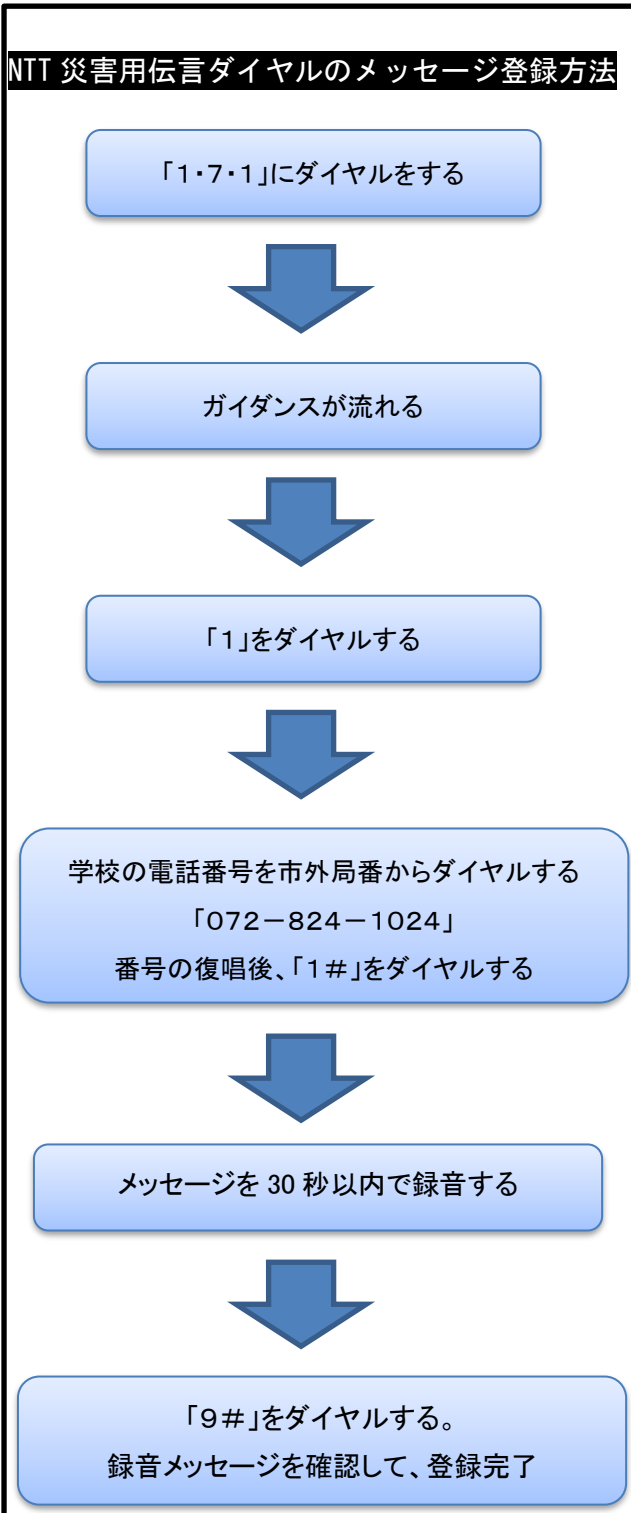 NTT 災害用伝言ダイヤルのメッセージ登録方法
「１・７・１」にダイヤルをする
ガイダンスが流れる
「１」をダイヤルする
学校の電話番号を市外局番からダイヤルする
「０７２－８２４－１０２４」
番号の復唱後、「１＃」をダイヤルする
メッセージを 30 秒以内で録音する
「９＃」をダイヤルする。
録音メッセージを確認して、登録完了